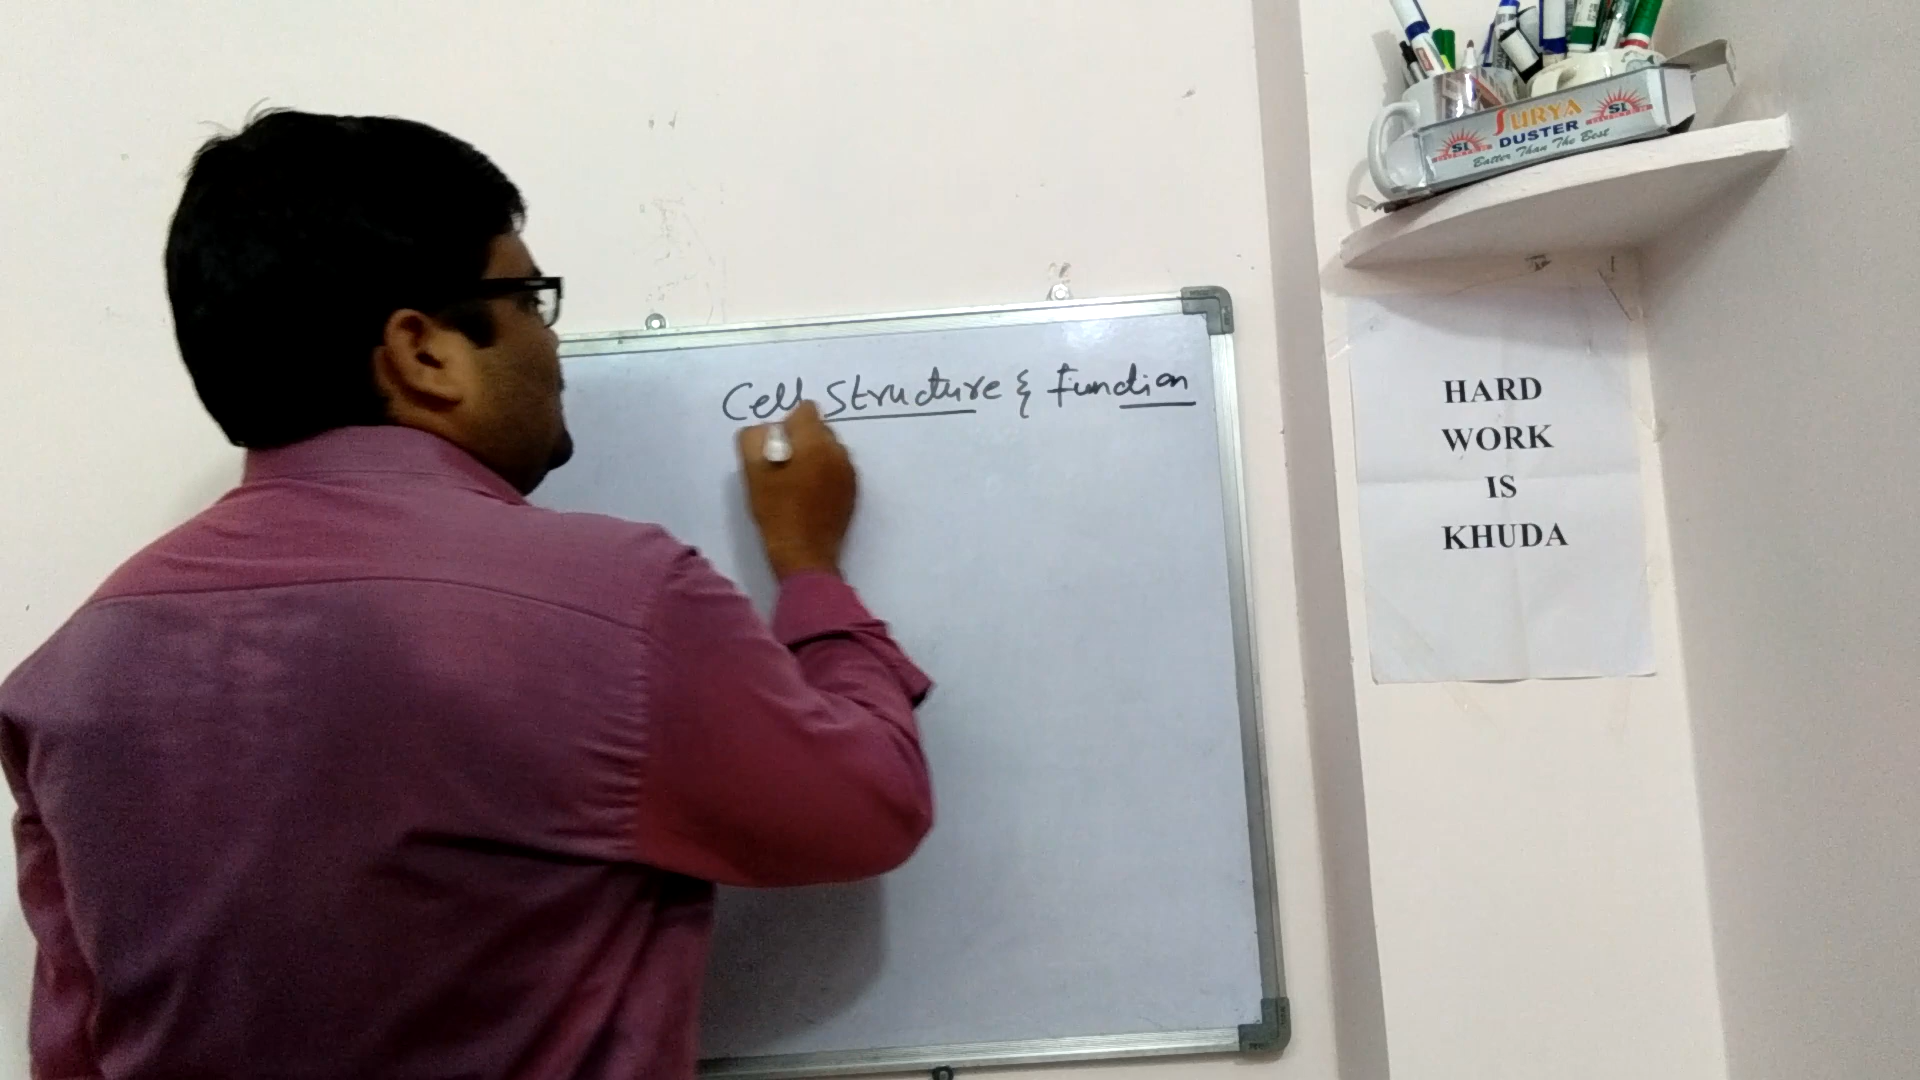 Cell Structure & Function
SURYA
DUSTER
Batter Than The Best
SI
SI
HARD
WORK
IS
KHUDA